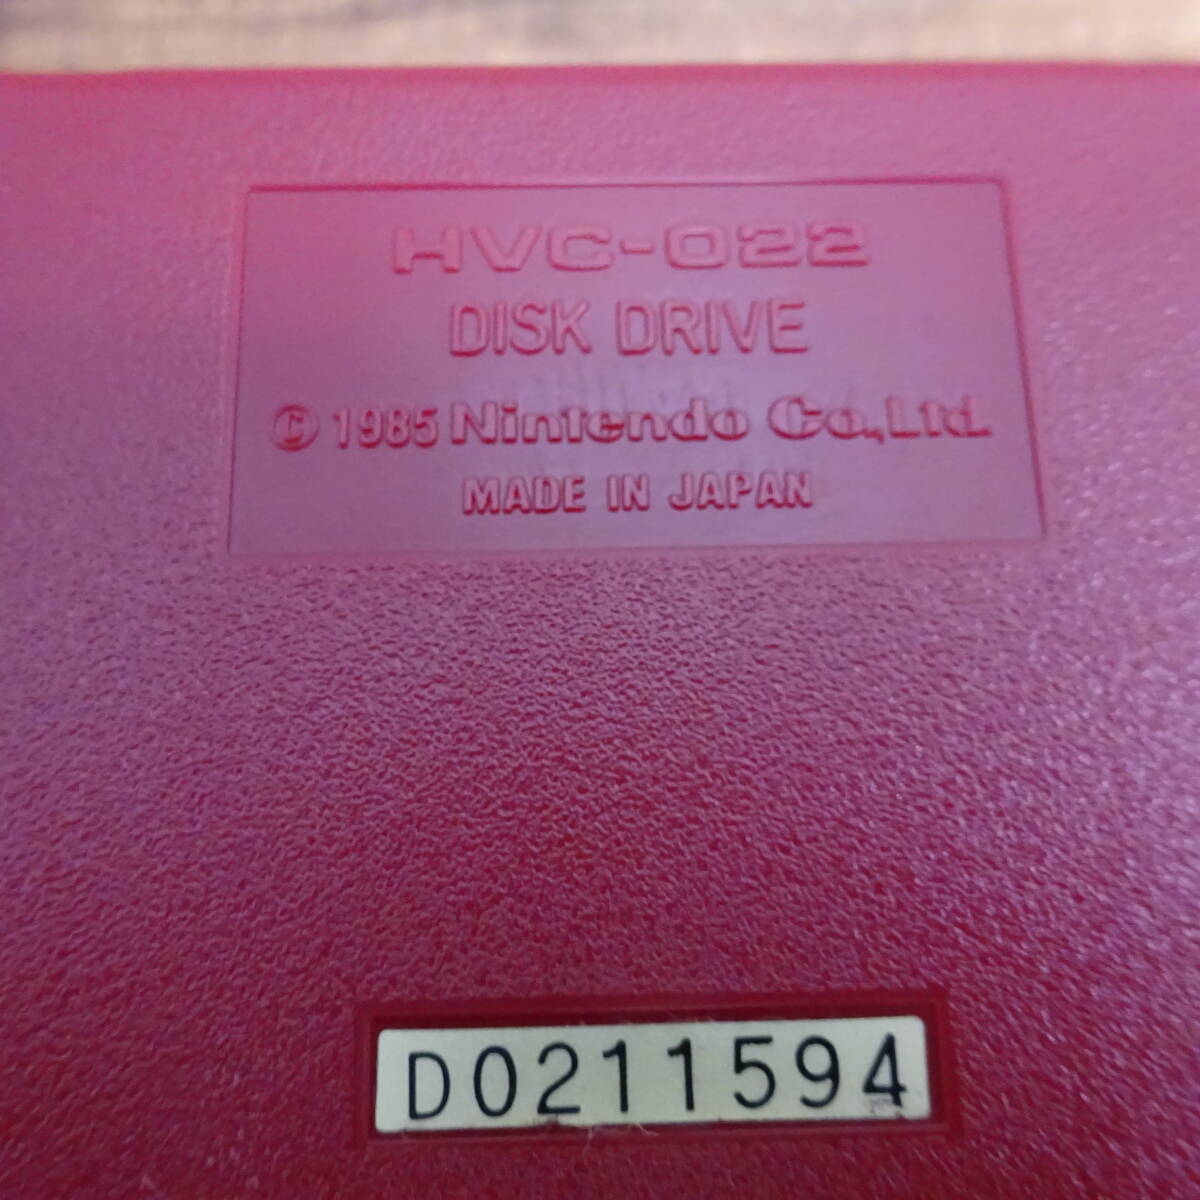 HVC-022
DISK DRIVE
© 1985 Nintendo Co.,Ltd.
MADE IN JAPAN
D0211594